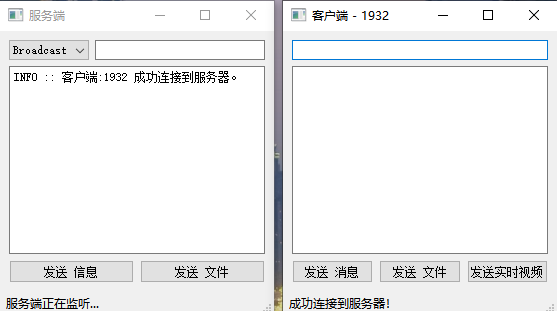 服务端
Broadcast
INFO :: 客户端:1932 成功连接到服务器。
发送 信息
发送 文件
服务端正在监听...
客户端 - 1932
发送 消息
发送 文件
发送实时视频
成功连接到服务器!